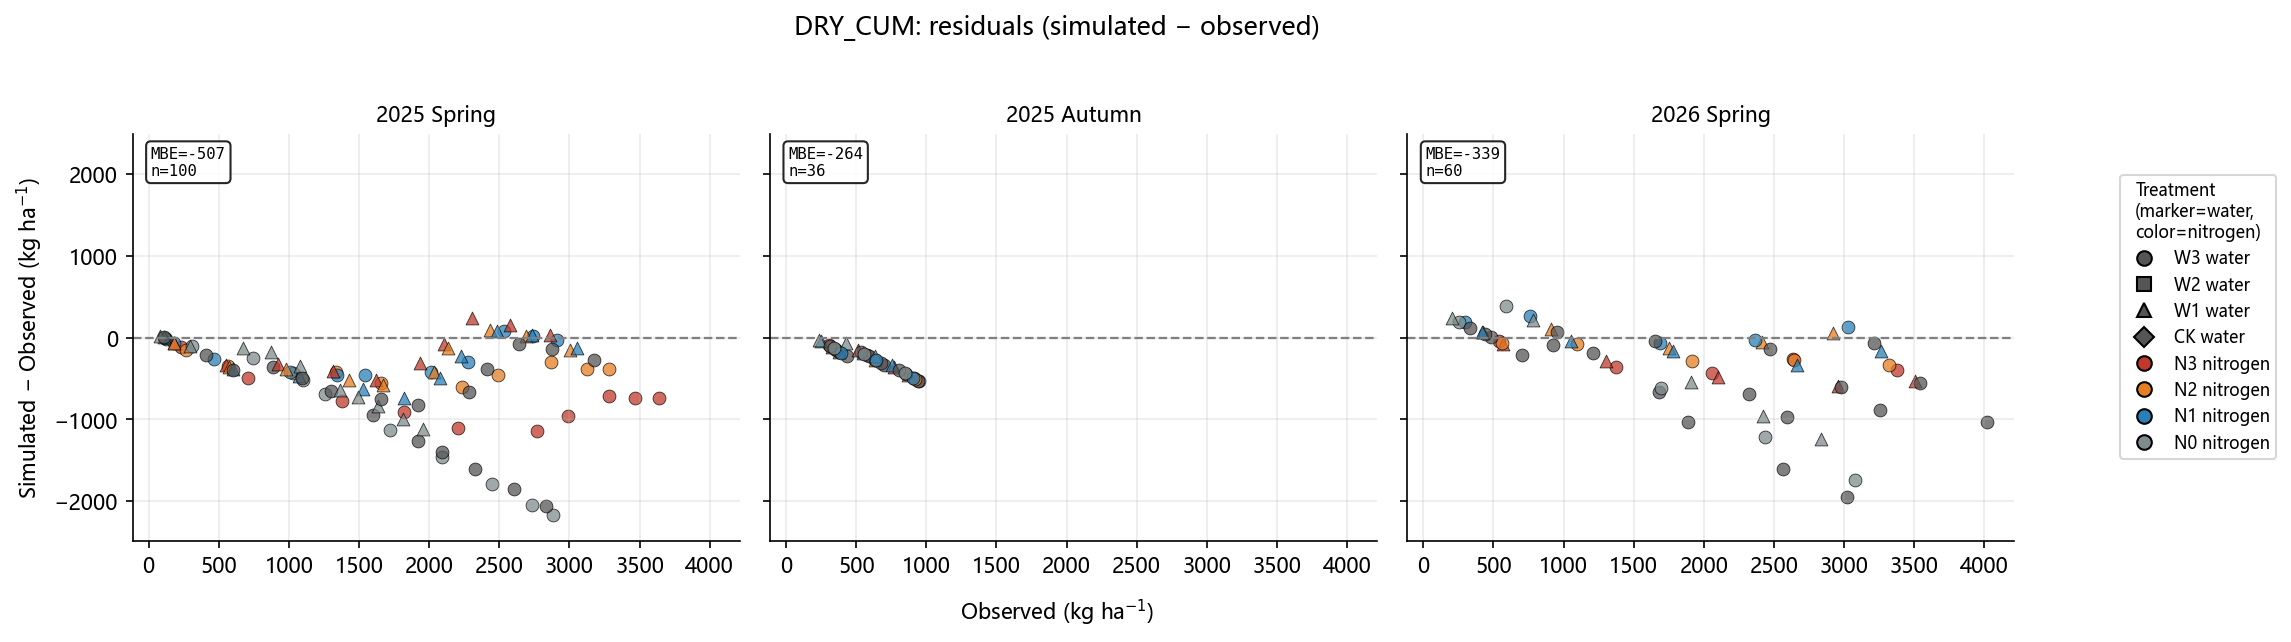 DRY_CUM: residuals (simulated − observed)
2025 Spring
2025 Autumn
2026 Spring
MBE=-507
n=100
MBE=-264
n=36
MBE=-339
n=60
Simulated − Observed (kg ha⁻¹)
2000
1000
0
−1000
−2000
0 500 1000 1500 2000 2500 3000 3500 4000
0 500 1000 1500 2000 2500 3000 3500 4000
0 500 1000 1500 2000 2500 3000 3500 4000
Observed (kg ha⁻¹)
Treatment
(marker=water,
color=nitrogen)
W3 water
W2 water
W1 water
CK water
N3 nitrogen
N2 nitrogen
N1 nitrogen
N0 nitrogen